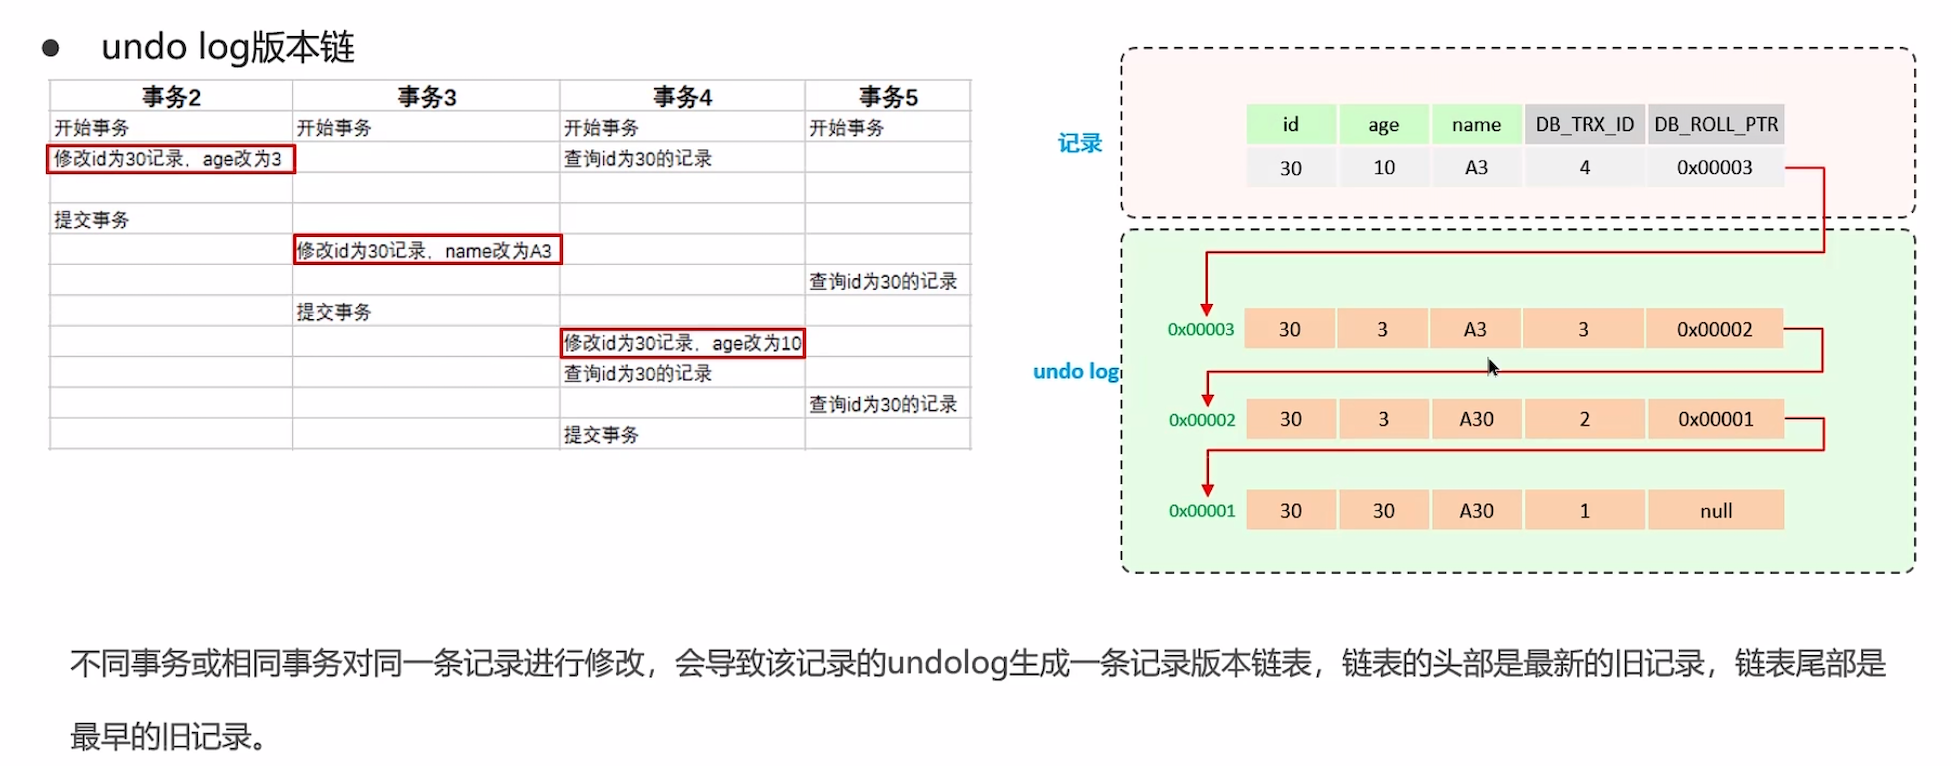 ● undo log版本链
事务2 事务3 事务4 事务5
开始事务 开始事务 开始事务 开始事务
修改id为30记录，age改为3 查询id为30的记录
提交事务
修改id为30记录，name改为A3
查询id为30的记录
提交事务
修改id为30记录，age改为10
查询id为30的记录
查询id为30的记录
提交事务
记录
id age name DB_TRX_ID DB_ROLL_PTR
30 10 A3 4 0x00003
undo log
0x00003 30 3 A3 3 0x00002
0x00002 30 3 A30 2 0x00001
0x00001 30 30 A30 1 null
不同事务或相同事务对同一条记录进行修改，会导致该记录的undolog生成一条记录版本链表，链表的头部是最新的旧记录，链表尾部是
最早的旧记录。